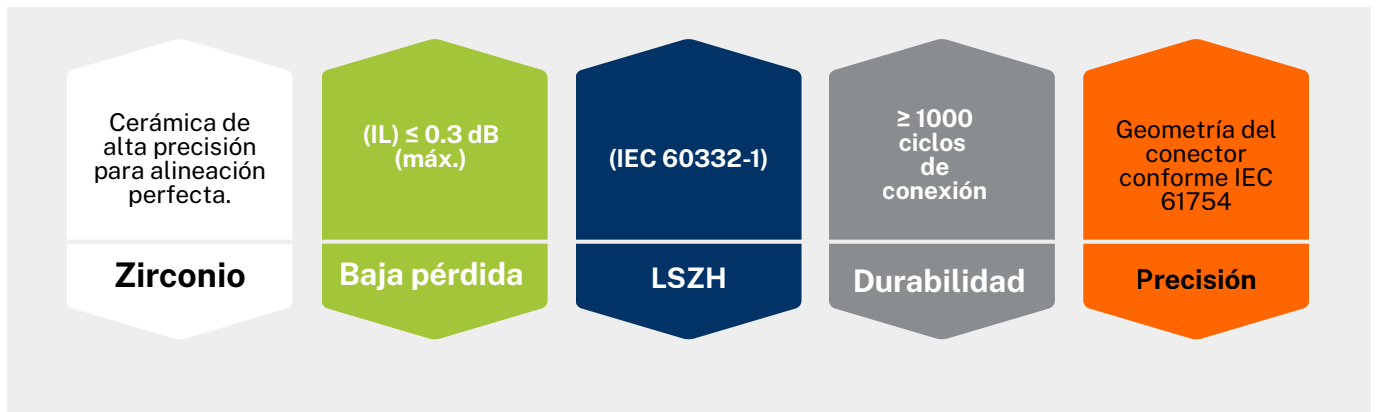 Cerámica de
alta precisión
para alineación
perfecta.
Zirconio
(IL) ≤ 0.3 dB
(máx.)
Baja pérdida
(IEC 60332-1)
LSZH
≥ 1000
ciclos
de
conexión
Durabilidad
Geometría del
conector
conforme IEC
61754
Precisión